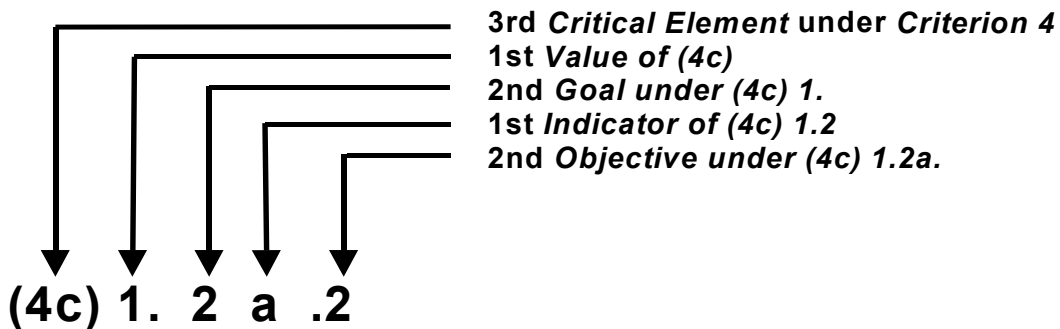 3rd Critical Element under Criterion 4
1st Value of (4c)
2nd Goal under (4c) 1.
1st Indicator of (4c) 1.2
2nd Objective under (4c) 1.2a.
(4c) 1. 2 a .2